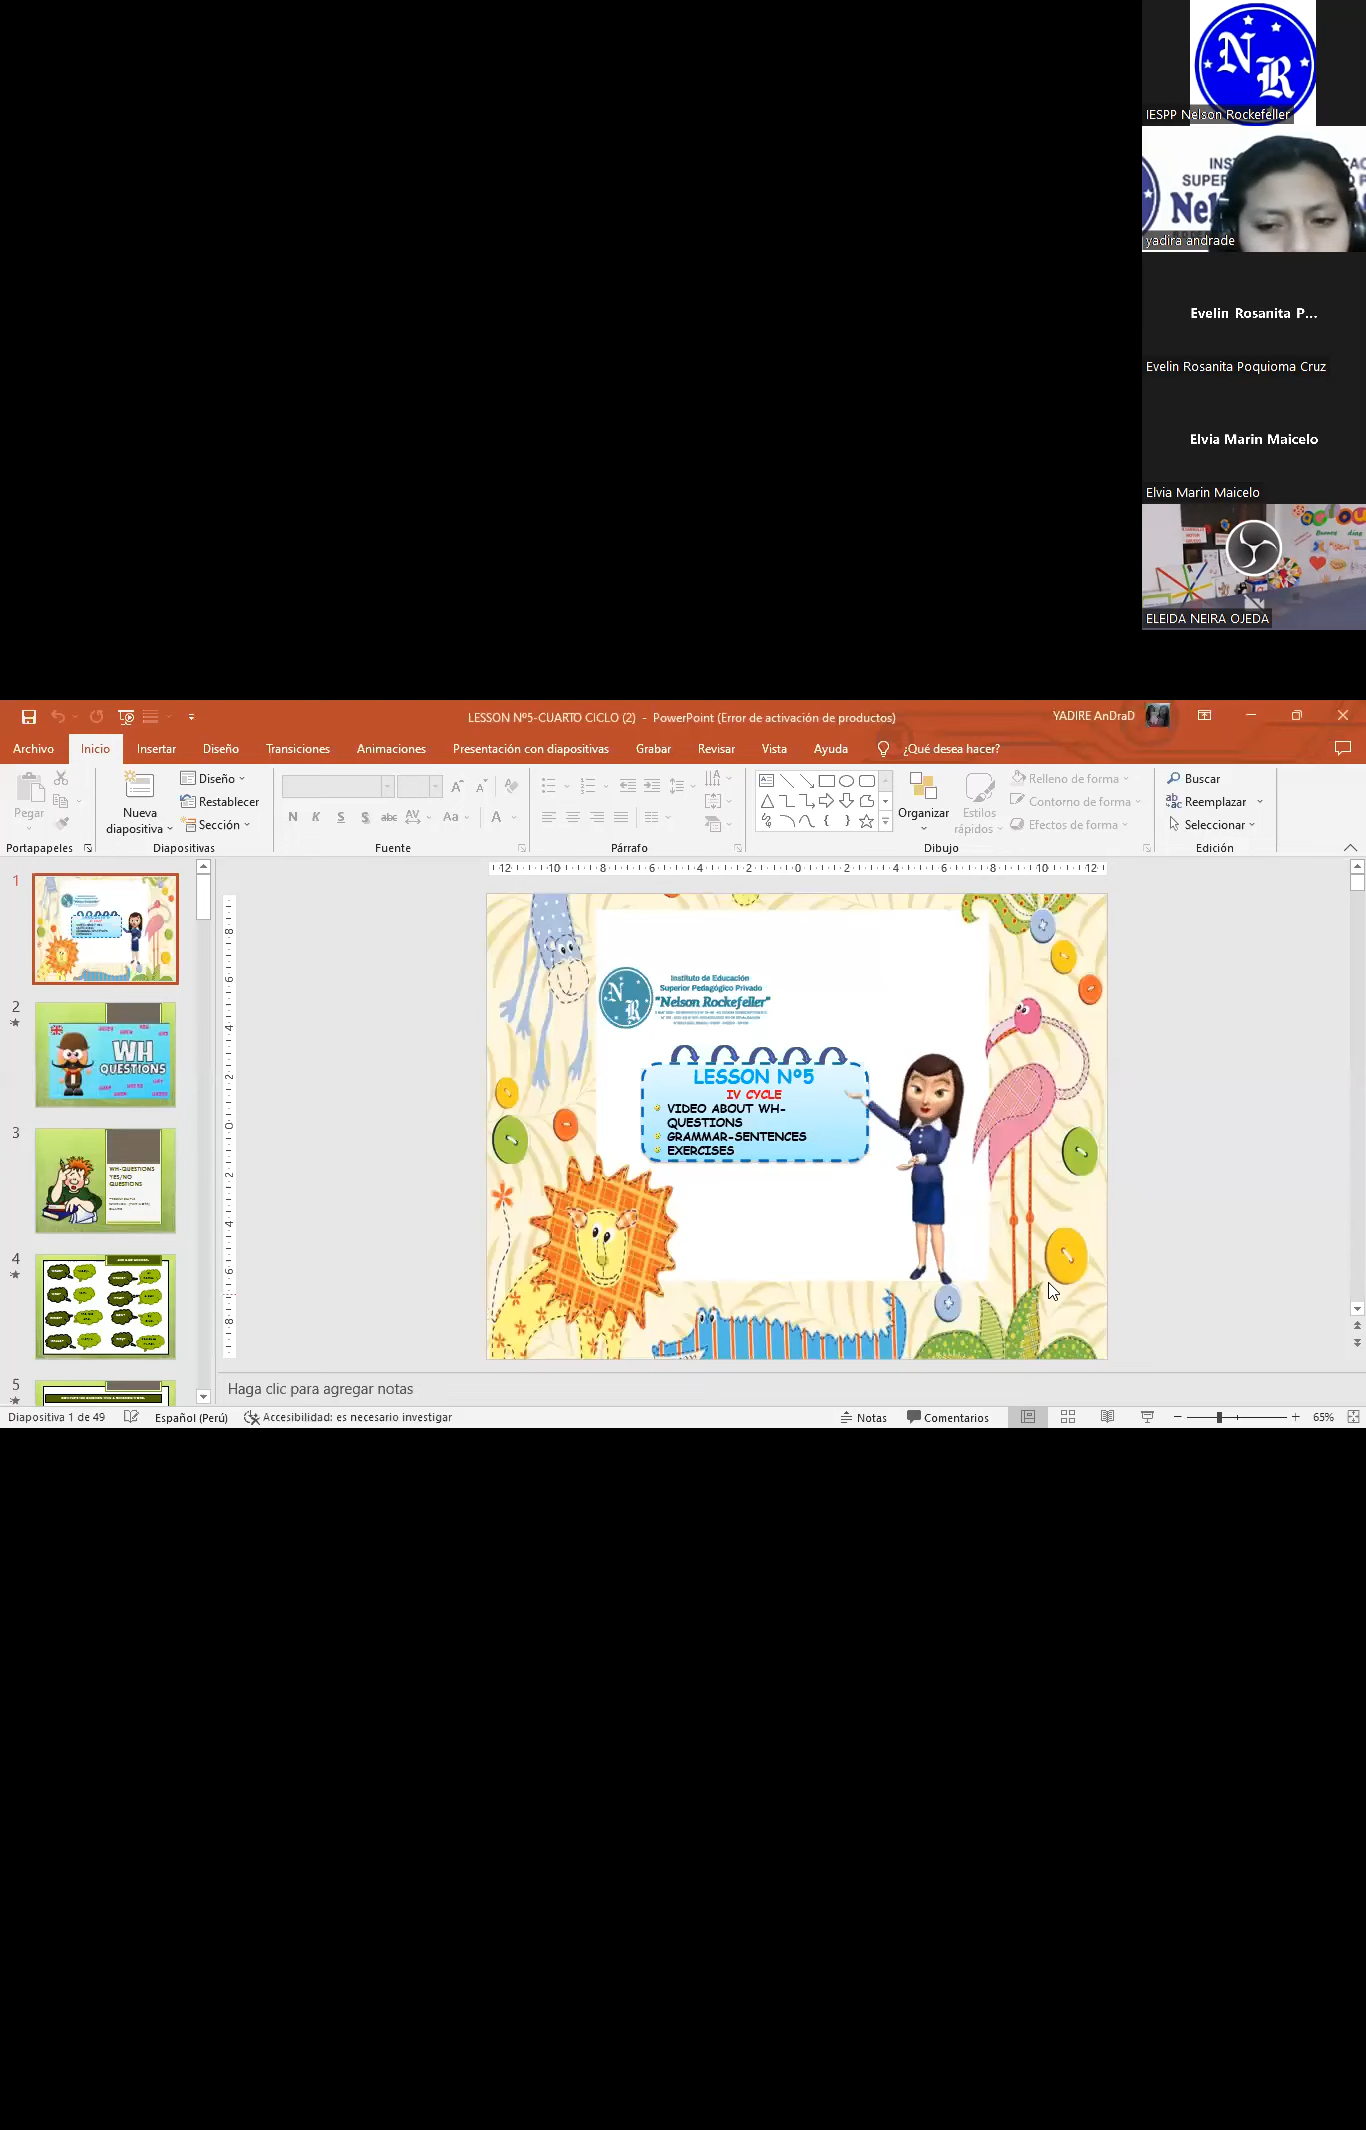 IESPP Nelson Rockefeller
yadira andrade
Evelin Rosanita P...
Evelin Rosanita Poquioma Cruz
Elvia Marin Maicelo
Elvia Marin Maicelo
ELEIDA NEIRA OJEDA
LESSON Nº5-CUARTO CICLO (2) - PowerPoint (Error de activación de productos)
YADIRE AnDraD
Archivo Inicio Insertar Diseño Transiciones Animaciones Presentación con diapositivas Grabar Revisar Vista Ayuda ¿Qué desea hacer?
Pegar
Nueva diapositiva
Diseño
Restablecer
Sección
Organizar
Estilos rápidos
Relleno de forma
Contorno de forma
Efectos de forma
Buscar
Reemplazar
Seleccionar
Portapapeles Diapositivas Fuente Párrafo Dibujo Edición
1
2
WH
QUESTIONS
3
WH-QUESTIONS
YES/NO
QUESTIONS
4
5
Instituto de Educación
Superior Pedagógico Privado
"Nelson Rockefeller"
LESSON Nº5
IV CYCLE
VIDEO ABOUT WH-
QUESTIONS
GRAMMAR-SENTENCES
EXERCISES
Haga clic para agregar notas
Diapositiva 1 de 49 Español (Perú) Accesibilidad: es necesario investigar Notas Comentarios 65%